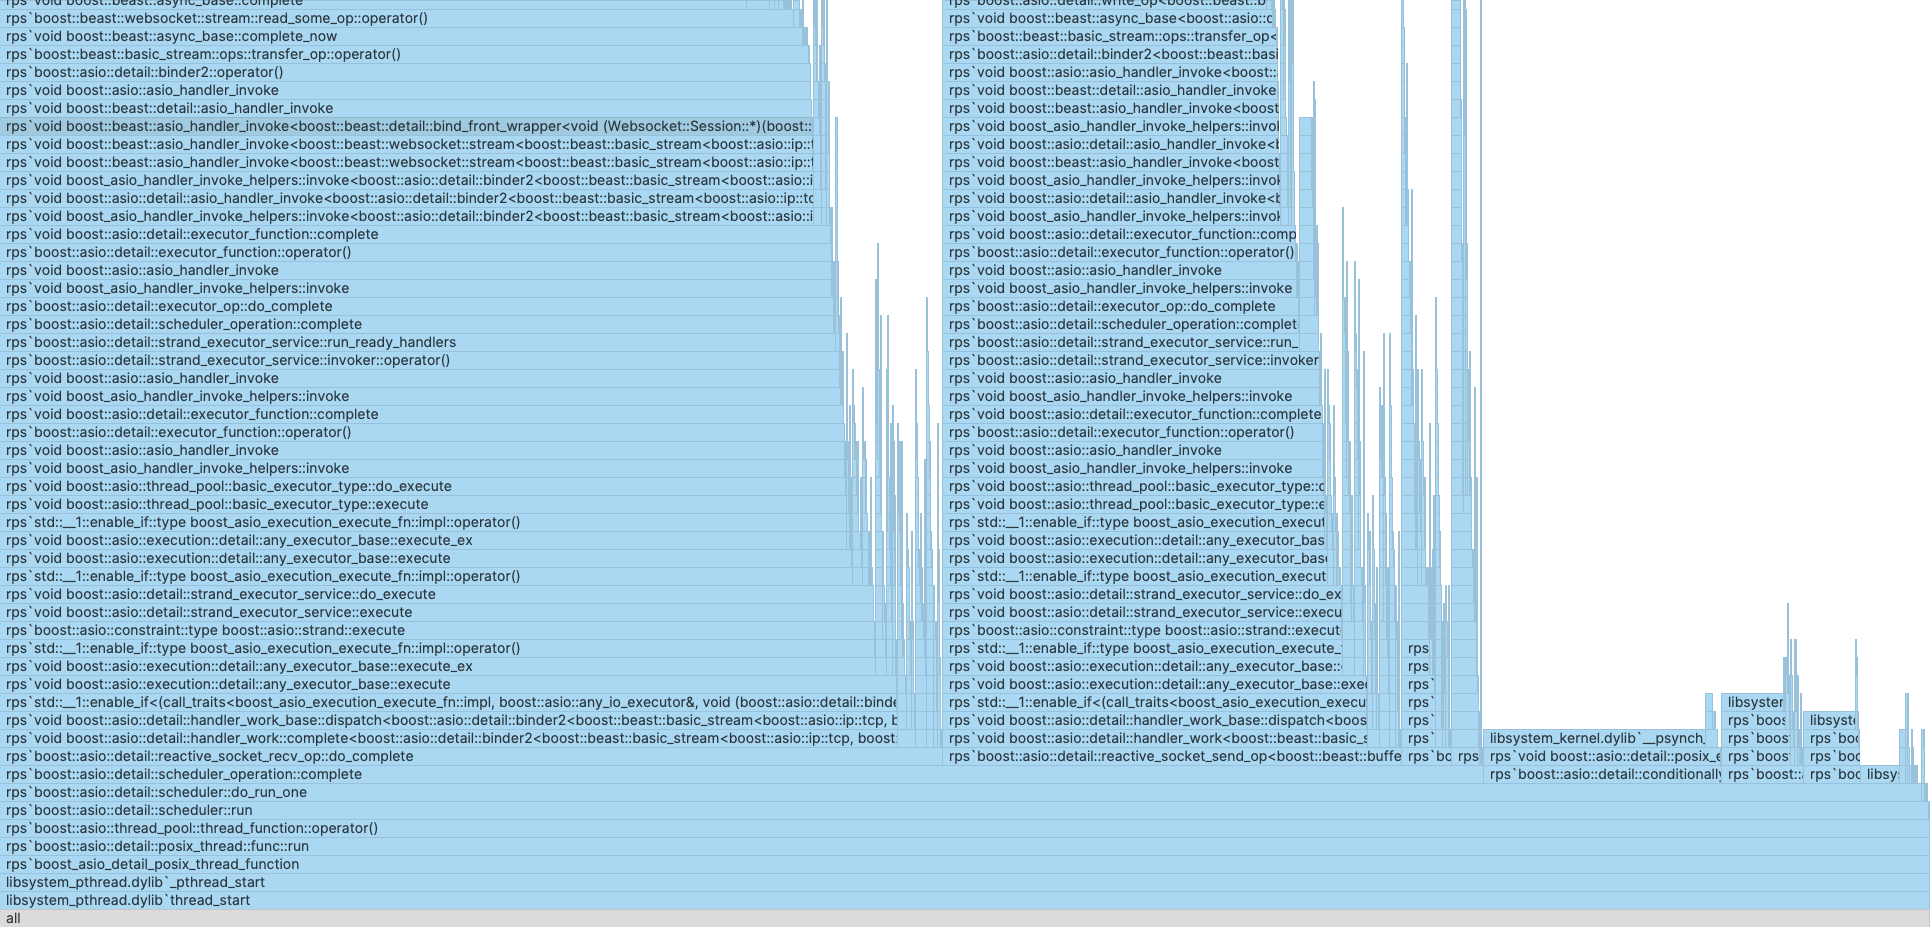 rps`void boost::beast::async_base::complete
rps`boost::asio::detail::write_op<boost::beast::b
rps`boost::beast::websocket::stream::read_some_op::operator()
rps`void boost::beast::async_base<boost::asio::c
rps`void boost::beast::async_base::complete_now
rps`boost::beast::basic_stream::ops::transfer_op<
rps`boost::beast::basic_stream::ops::transfer_op::operator()
rps`boost::asio::detail::binder2<boost::beast::basi
rps`boost::asio::detail::binder2::operator()
rps`void boost::asio::asio_handler_invoke<boost::
rps`void boost::asio::asio_handler_invoke
rps`void boost::beast::detail::asio_handler_invoke
rps`void boost::beast::detail::asio_handler_invoke
rps`void boost::beast::asio_handler_invoke<boost
rps`void boost::beast::asio_handler_invoke<boost::beast::detail::bind_front_wrapper<void (Websocket::Session::*)(boost::
rps`void boost_asio_handler_invoke_helpers::invol
rps`void boost::beast::asio_handler_invoke<boost::beast::websocket::stream<boost::beast::basic_stream<boost::asio::ip::t
rps`void boost::asio::detail::asio_handler_invoke<b
rps`void boost::beast::asio_handler_invoke<boost::beast::websocket::stream<boost::beast::basic_stream<boost::asio::ip::t
rps`void boost::beast::asio_handler_invoke<boost
rps`void boost_asio_handler_invoke_helpers::invoke<boost::asio::detail::binder2<boost::beast::basic_stream<boost::asio::i
rps`void boost_asio_handler_invoke_helpers::invok
rps`void boost::asio::detail::asio_handler_invoke<boost::asio::detail::binder2<boost::beast::basic_stream<boost::asio::ip::tc
rps`void boost::asio::detail::asio_handler_invoke<b
rps`void boost_asio_handler_invoke_helpers::invoke<boost::asio::detail::binder2<boost::beast::basic_stream<boost::asio::i
rps`void boost_asio_handler_invoke_helpers::invol
rps`void boost::asio::detail::executor_function::complete
rps`void boost::asio::detail::executor_function::comp
rps`boost::asio::detail::executor_function::operator()
rps`boost::asio::detail::executor_function::operator()
rps`void boost::asio::asio_handler_invoke
rps`void boost::asio::asio_handler_invoke
rps`void boost_asio_handler_invoke_helpers::invoke
rps`void boost_asio_handler_invoke_helpers::invoke
rps`boost::asio::detail::executor_op::do_complete
rps`boost::asio::detail::executor_op::do_complete
rps`boost::asio::detail::scheduler_operation::complete
rps`boost::asio::detail::scheduler_operation::complet
rps`boost::asio::detail::strand_executor_service::run_ready_handlers
rps`boost::asio::detail::strand_executor_service::run_
rps`boost::asio::detail::strand_executor_service::invoker::operator()
rps`boost::asio::detail::strand_executor_service::invoker
rps`void boost::asio::asio_handler_invoke
rps`void boost::asio::asio_handler_invoke
rps`void boost_asio_handler_invoke_helpers::invoke
rps`void boost_asio_handler_invoke_helpers::invoke
rps`void boost::asio::detail::executor_function::complete
rps`void boost::asio::detail::executor_function::complete
rps`boost::asio::detail::executor_function::operator()
rps`boost::asio::detail::executor_function::operator()
rps`void boost::asio::asio_handler_invoke
rps`void boost::asio::asio_handler_invoke
rps`void boost_asio_handler_invoke_helpers::invoke
rps`void boost_asio_handler_invoke_helpers::invoke
rps`void boost::asio::thread_pool::basic_executor_type::do_execute
rps`void boost::asio::thread_pool::basic_executor_type::c
rps`void boost::asio::thread_pool::basic_executor_type::execute
rps`void boost::asio::thread_pool::basic_executor_type::e
rps`std::__1::enable_if::type boost_asio_execution_execute_fn::impl::operator()
rps`std::__1::enable_if::type boost_asio_execution_execut
rps`void boost::asio::execution::detail::any_executor_base::execute_ex
rps`void boost::asio::execution::detail::any_executor_bas
rps`void boost::asio::execution::detail::any_executor_base::execute
rps`void boost::asio::execution::detail::any_executor_bas
rps`std::__1::enable_if::type boost_asio_execution_execute_fn::impl::operator()
rps`std::__1::enable_if::type boost_asio_execution_execut
rps`void boost::asio::detail::strand_executor_service::do_execute
rps`void boost::asio::detail::strand_executor_service::do_ex
rps`void boost::asio::detail::strand_executor_service::execute
rps`void boost::asio::detail::strand_executor_service::execu
rps`boost::asio::constraint::type boost::asio::strand::execute
rps`boost::asio::constraint::type boost::asio::strand::execut
rps`std::__1::enable_if::type boost_asio_execution_execute_fn::impl::operator()
rps`std::__1::enable_if::type boost_asio_execution_execute_
rps
rps`void boost::asio::execution::detail::any_executor_base::execute_ex
rps`void boost::asio::execution::detail::any_executor_base::
rps
rps`void boost::asio::execution::detail::any_executor_base::execute
rps`void boost::asio::execution::detail::any_executor_base::exec
rps`
rps`std::__1::enable_if<(call_traits<boost_asio_execution_execute_fn::impl, boost::asio::any_io_executor&, void (boost::asio::detail::binde
rps`std::__1::enable_if<(call_traits<boost_asio_execution_execu
rps`
libsyster
rps`void boost::asio::detail::handler_work_base::dispatch<boost::asio::detail::binder2<boost::beast::basic_stream<boost::asio::ip::tcp, b
rps`void boost::asio::detail::handler_work_base::dispatch<boos
rps`
rps`boos
libsyst
rps`void boost::asio::detail::handler_work::complete<boost::asio::detail::binder2<boost::beast::basic_stream<boost::asio::ip::tcp, boost:
rps`void boost::asio::detail::handler_work<boost::beast::basic_s
rps`
libsystem_kernel.dylib`__psynch_
rps`boost
rps`boo
rps`boost::asio::detail::reactive_socket_recv_op::do_complete
rps`boost::asio::detail::reactive_socket_send_op<boost::beast::buffe
rps`bc
rps
rps`void boost::asio::detail::posix_e
rps`boost
rps`boo
rps`boost::asio::detail::scheduler_operation::complete
rps`boost::asio::detail::conditionally
rps`boost::
rps`boo
libsys
rps`boost::asio::detail::scheduler::do_run_one
rps`boost::asio::detail::scheduler::run
rps`boost::asio::thread_pool::thread_function::operator()
rps`boost::asio::detail::posix_thread::func::run
rps`boost_asio_detail_posix_thread_function
libsystem_pthread.dylib`_pthread_start
libsystem_pthread.dylib`thread_start
all